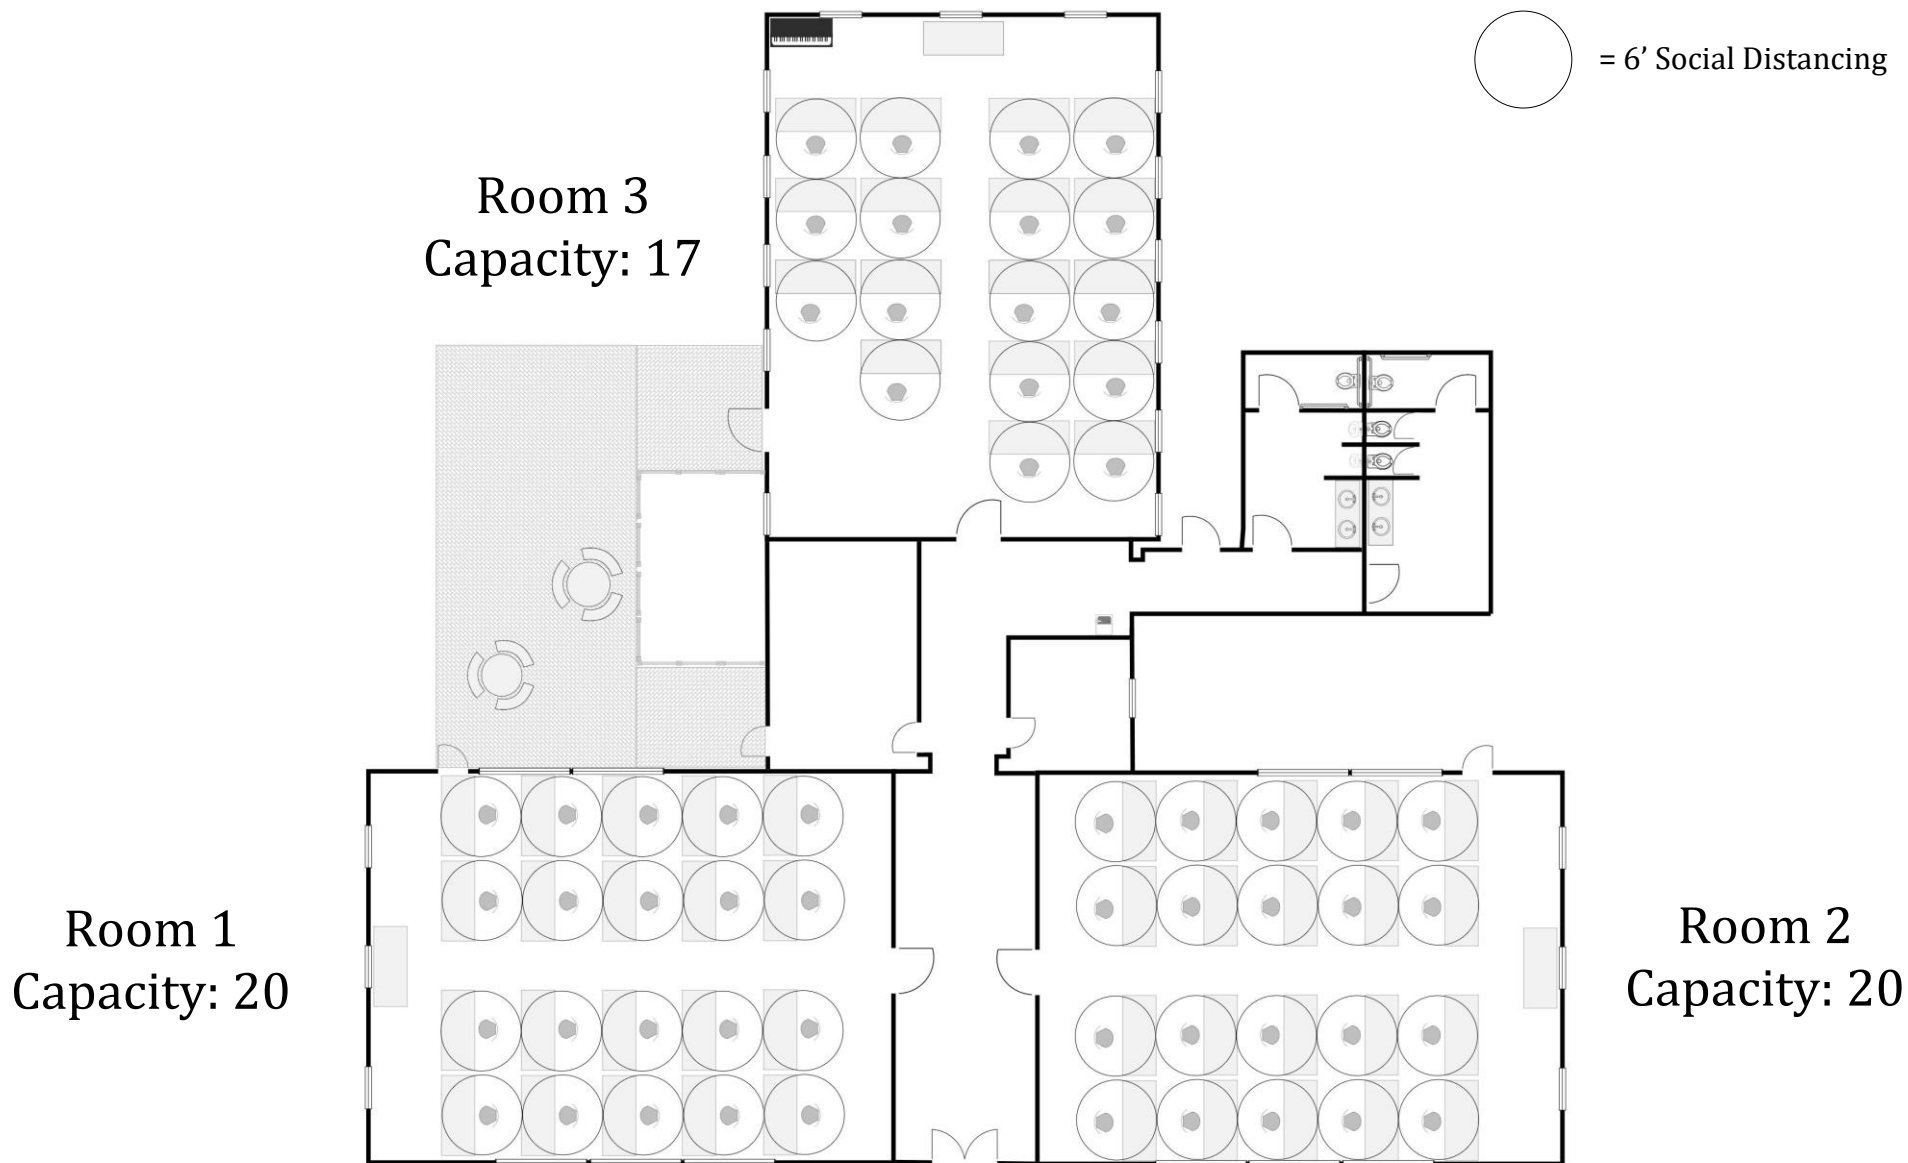 = 6’ Social Distancing
Room 3
Capacity: 17
Room 1
Capacity: 20
Room 2
Capacity: 20